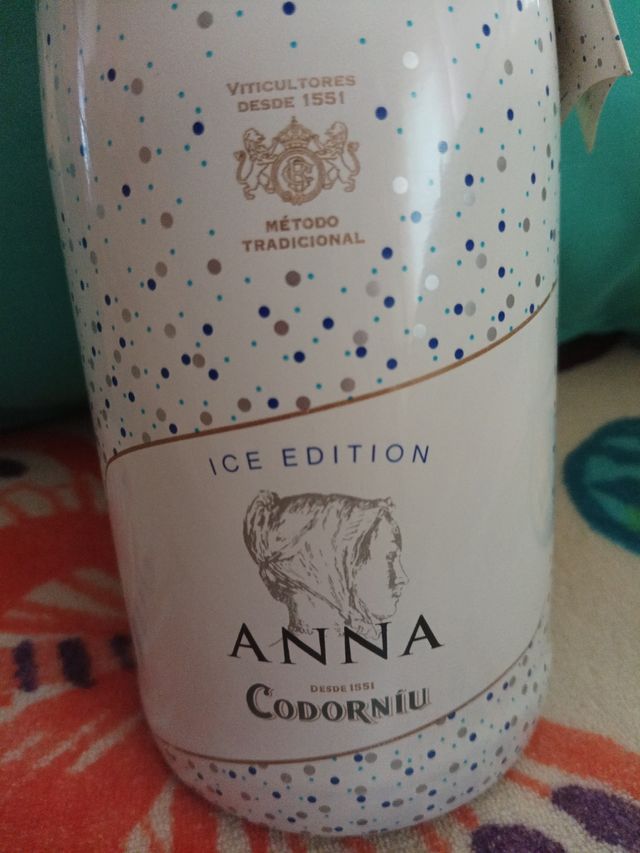 VITICULTORES
DESDE 1551
MÉTODO
TRADICIONAL
ICE EDITION
ANNA
DESDE 1551
CODORNÍU